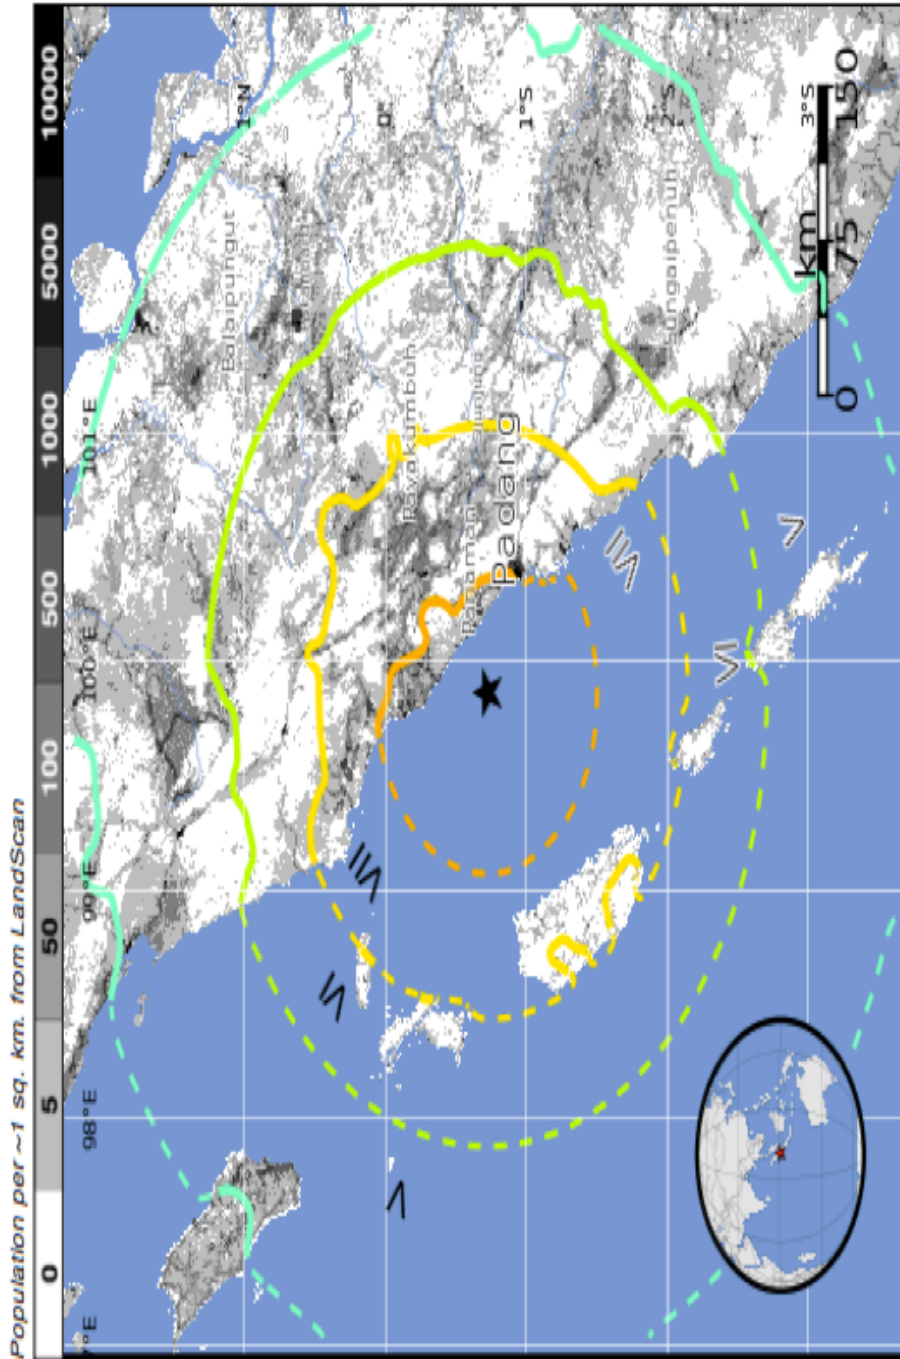 Population per ~1 sq. km. from LandScan
0 5 50 100 500 1000 5000 10000
7°E 98°E 99°E 100°E 101°E
1°N
Balaipungut
0°
Payakumbuh
Pariaman
Padang
1°S
2°S
Sungaipenuh
3°S
V
VI
VII
VII
VI
V
km
0 75 150